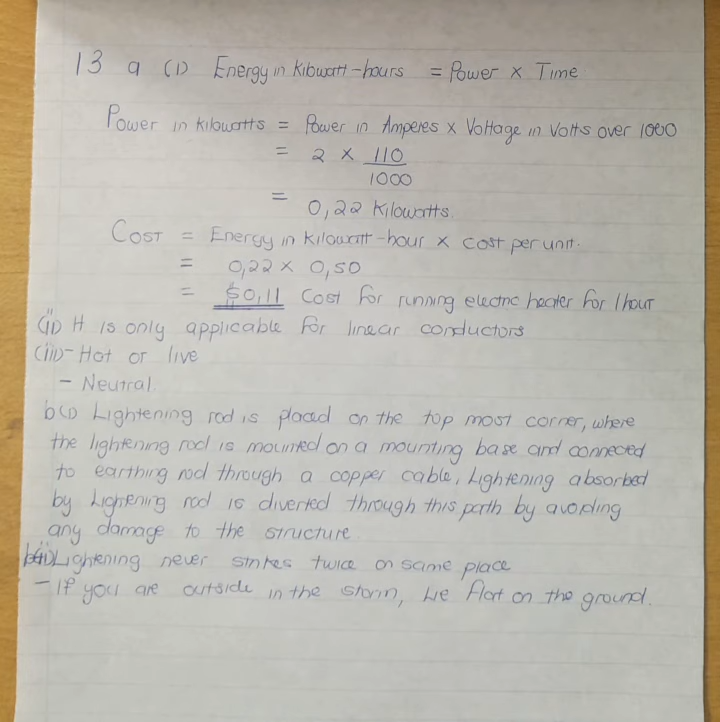 13 a (i) Energy in Kilowatt-hours = Power × Time
Power in kilowatts = Power in Amperes × Voltage in Volts over 1000
= 2 × 110
1000
=
0,22 Kilowatts.
Cost = Energy in Kilowatt-hour × cost per unit.
= 0,22 × 0,50
= $0,11 Cost for running electric heater for 1 hour
(ii) It is only applicable for linear conductors
(iii) - Hot or live
- Neutral.
b(i) Lightening rod is placed on the top most corner, where
the lightening rod is mounted on a mounting base and connected
to earthing rod through a copper cable, Lightening absorbed
by Lightening rod is diverted through this path by avoiding
any damage to the structure
b(ii) Lightening never strikes twice on same place
- If you are outside in the storm, Lie flat on the ground.